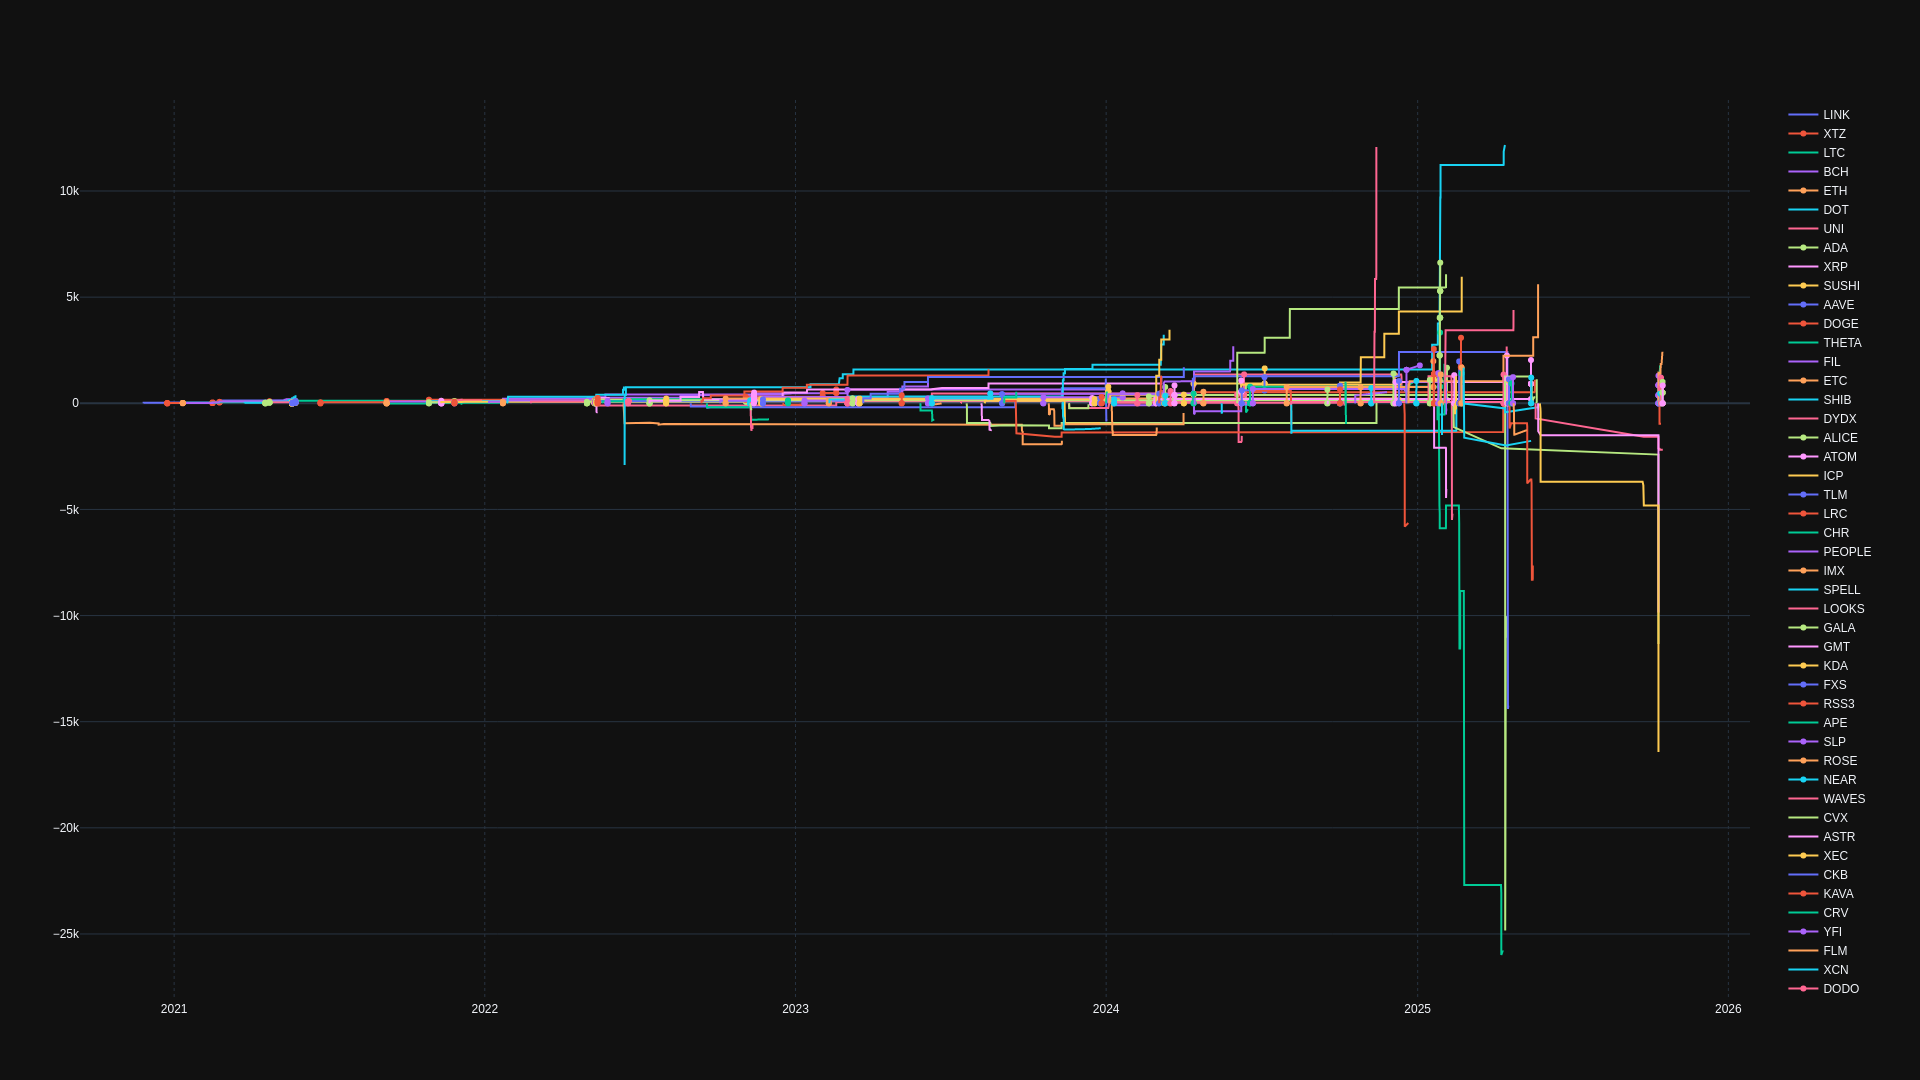 10k
5k
0
−5k
−10k
−15k
−20k
−25k
2021 2022 2023 2024 2025 2026
LINK
XTZ
LTC
BCH
ETH
DOT
UNI
ADA
XRP
SUSHI
AAVE
DOGE
THETA
FIL
ETC
SHIB
DYDX
ALICE
ATOM
ICP
TLM
LRC
CHR
PEOPLE
IMX
SPELL
LOOKS
GALA
GMT
KDA
FXS
RSS3
APE
SLP
ROSE
NEAR
WAVES
CVX
ASTR
XEC
CKB
KAVA
CRV
YFI
FLM
XCN
DODO